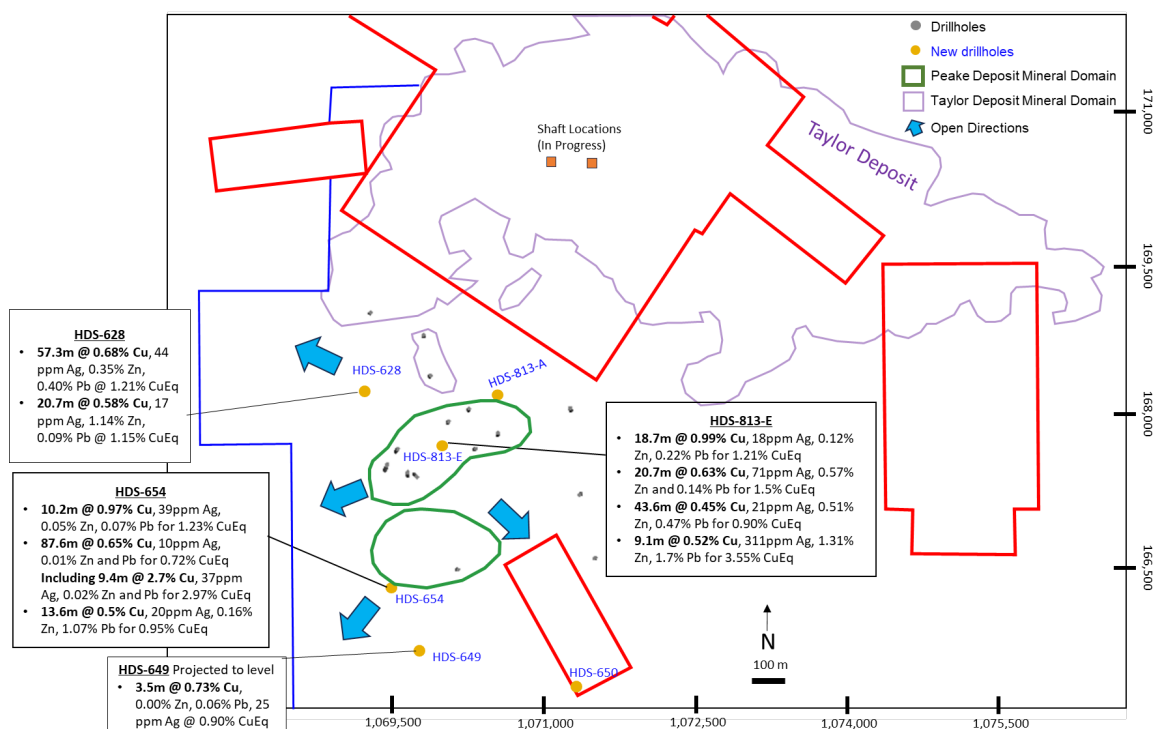 Drillholes
New drillholes
Peake Deposit Mineral Domain
Taylor Deposit Mineral Domain
Open Directions
Shaft Locations
(In Progress)
Taylor Deposit
171,000
169,500
168,000
166,500
HDS-628
• 57.3m @ 0.68% Cu, 44
ppm Ag, 0.35% Zn,
0.40% Pb @ 1.21% CuEq
• 20.7m @ 0.58% Cu, 17
ppm Ag, 1.14% Zn,
0.09% Pb @ 1.15% CuEq
HDS-628
HDS-813-A
HDS-813-E
HDS-813-E
• 18.7m @ 0.99% Cu, 18ppm Ag, 0.12%
Zn, 0.22% Pb for 1.21% CuEq
• 20.7m @ 0.63% Cu, 71ppm Ag, 0.57%
Zn and 0.14% Pb for 1.5% CuEq
• 43.6m @ 0.45% Cu, 21ppm Ag, 0.51%
Zn, 0.47% Pb for 0.90% CuEq
• 9.1m @ 0.52% Cu, 311ppm Ag, 1.31%
Zn, 1.7% Pb for 3.55% CuEq
HDS-654
• 10.2m @ 0.97% Cu, 39ppm Ag,
0.05% Zn, 0.07% Pb for 1.23% CuEq
• 87.6m @ 0.65% Cu, 10ppm Ag,
0.01% Zn and Pb for 0.72% CuEq
Including 9.4m @ 2.7% Cu, 37ppm
Ag, 0.02% Zn and Pb for 2.97% CuEq
• 13.6m @ 0.5% Cu, 20ppm Ag, 0.16%
Zn, 1.07% Pb for 0.95% CuEq
HDS-654
HDS-649
HDS-650
HDS-649 Projected to level
• 3.5m @ 0.73% Cu,
0.00% Zn, 0.06% Pb, 25
ppm Ag @ 0.90% CuEq
N
100 m
1,069,500
1,071,000
1,072,500
1,074,000
1,075,500